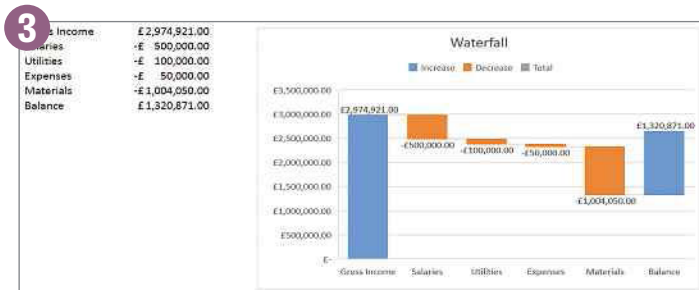 3
s Income £2,974,921.00
aries -£ 500,000.00
Utilities -£ 100,000.00
Expenses -£ 50,000.00
Materials -£1,004,050.00
Balance £1,320,871.00
Waterfall
Increase Decrease Total
£3,500,000.00
£3,000,000.00
£2,500,000.00
£2,000,000.00
£1,500,000.00
£1,000,000.00
£500,000.00
£-
£2,974,921.00
-£500,000.00
-£100,000.00
-£50,000.00
-£1,004,050.00
£1,320,871.00
Gross Income Salaries Utilities Expenses Materials Balance